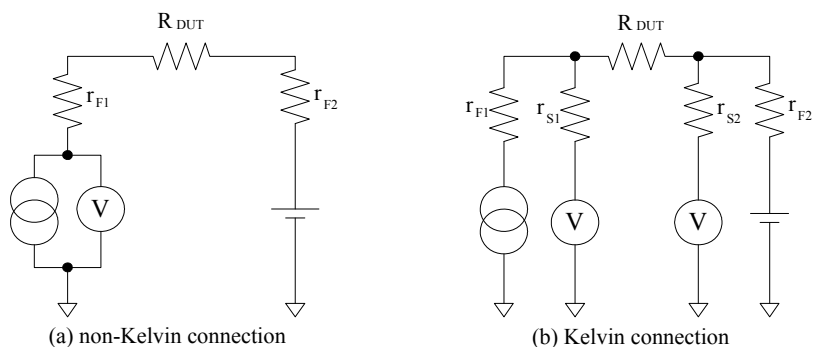 R DUT
r F1
r F2
V
(a) non-Kelvin connection
R DUT
r F1
r S1
r S2
r F2
V
V
(b) Kelvin connection